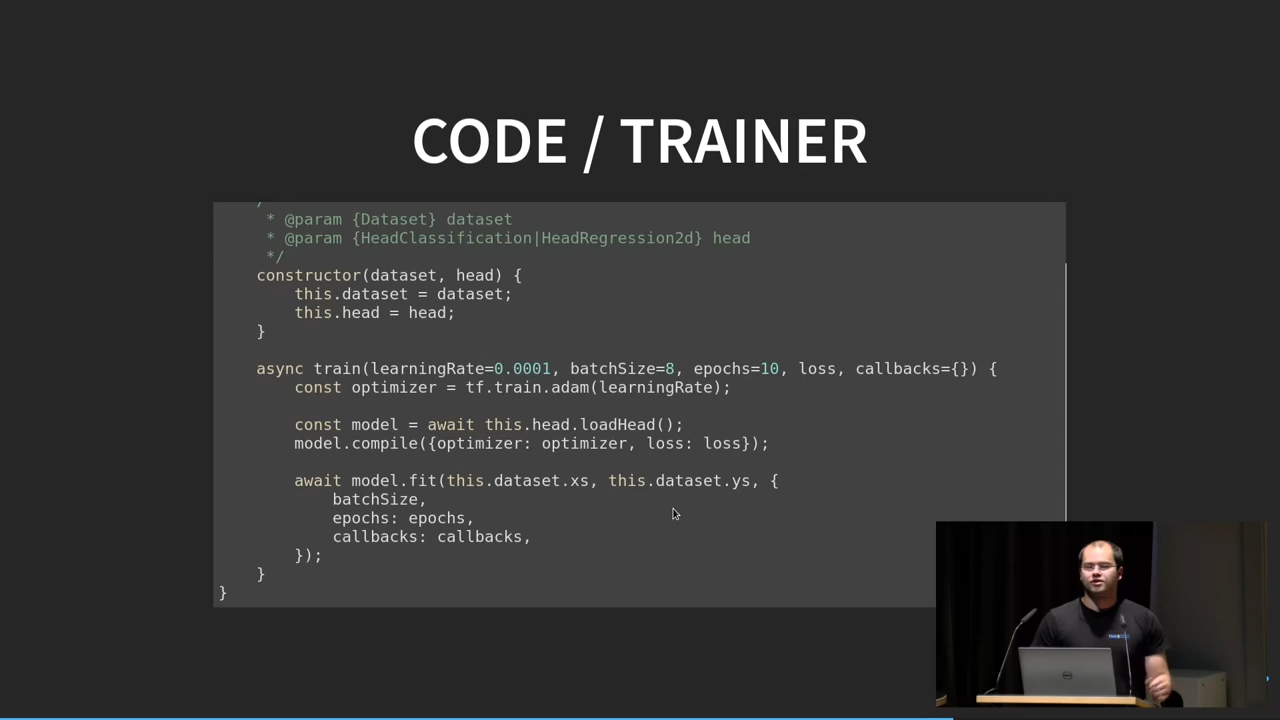 CODE / TRAINER
* @param {Dataset} dataset
* @param {HeadClassification|HeadRegression2d} head
*/
constructor(dataset, head) {
this.dataset = dataset;
this.head = head;
}
async train(learningRate=0.0001, batchSize=8, epochs=10, loss, callbacks={}) {
const optimizer = tf.train.adam(learningRate);
const model = await this.head.loadHead();
model.compile({optimizer: optimizer, loss: loss});
await model.fit(this.dataset.xs, this.dataset.ys, {
batchSize,
epochs: epochs,
callbacks: callbacks,
});
}
}